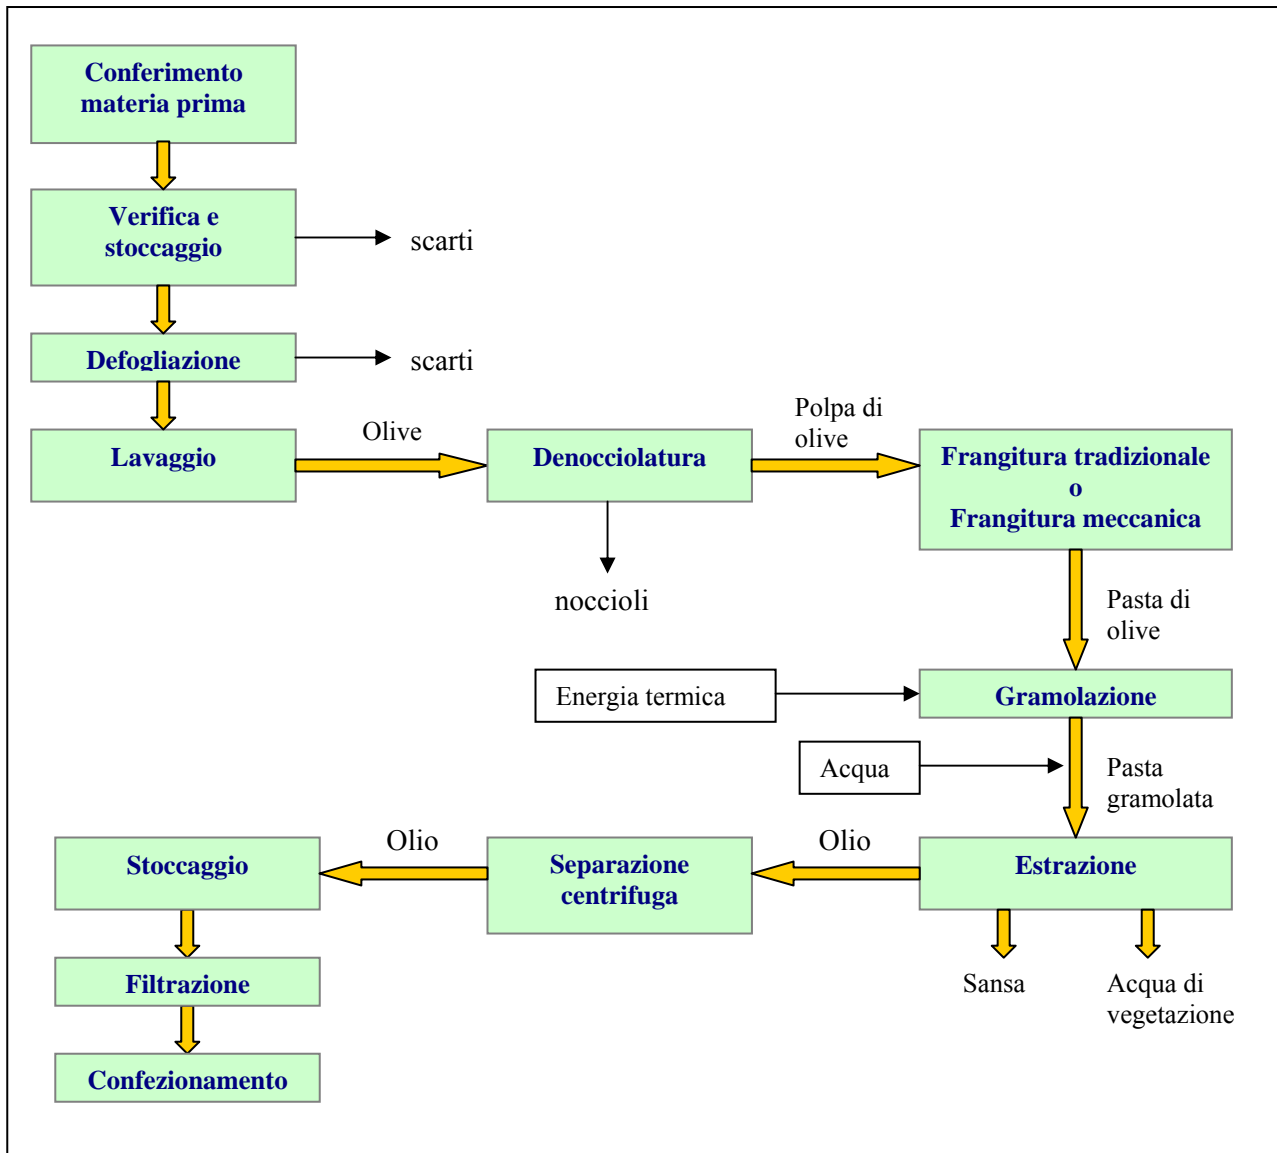 Conferimento
materia prima
Verifica e
stoccaggio
scarti
Defogliazione
scarti
Lavaggio
Olive
Denocciolatura
noccioli
Polpa di
olive
Frangitura tradizionale
o
Frangitura meccanica
Pasta di
olive
Energia termica
Gramolazione
Acqua
Pasta
gramolata
Estrazione
Sansa
Acqua di
vegetazione
Olio
Separazione
centrifuga
Olio
Stoccaggio
Filtrazione
Confezionamento